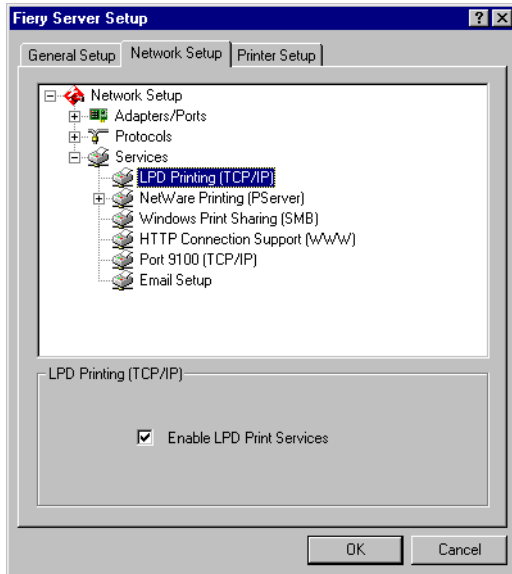 Fiery Server Setup
General Setup
Network Setup
Printer Setup
Network Setup
Adapters/Ports
Protocols
Services
LPD Printing (TCP/IP)
NetWare Printing (PServer)
Windows Print Sharing (SMB)
HTTP Connection Support (WWW)
Port 9100 (TCP/IP)
Email Setup
LPD Printing (TCP/IP)
Enable LPD Print Services
OK
Cancel